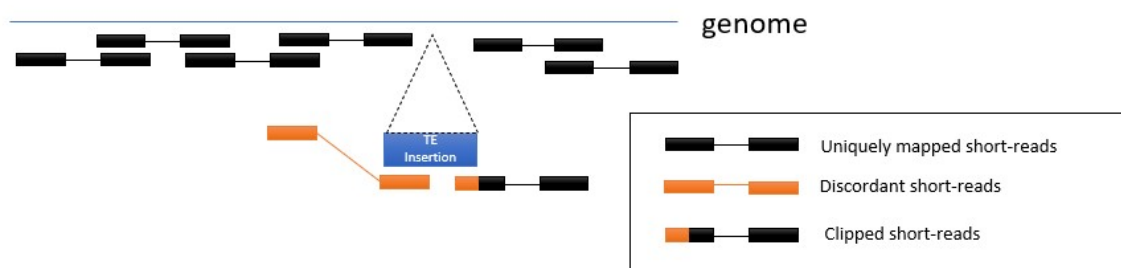 genome
TE
Insertion
Uniquely mapped short-reads
Discordant short-reads
Clipped short-reads